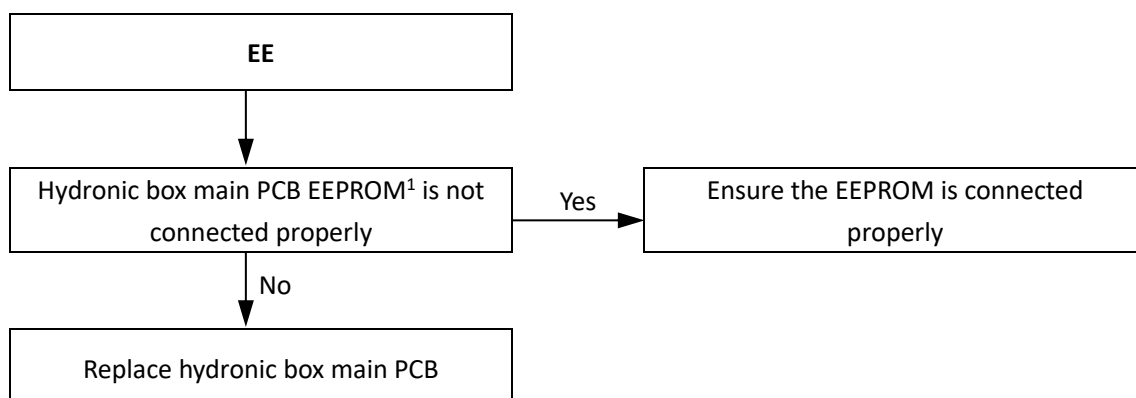 EE
Hydronic box main PCB EEPROM¹ is not
connected properly
Yes
Ensure the EEPROM is connected
properly
No
Replace hydronic box main PCB